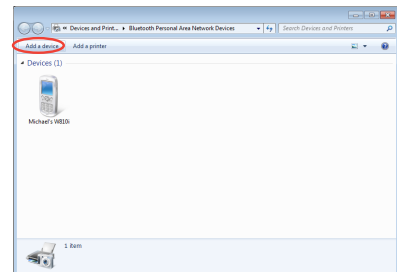 « Devices and Print... ▸ Bluetooth Personal Area Network Devices
Search Devices and Printers
Add a device Add a printer
Devices (1)
Michael's W810i
1 item